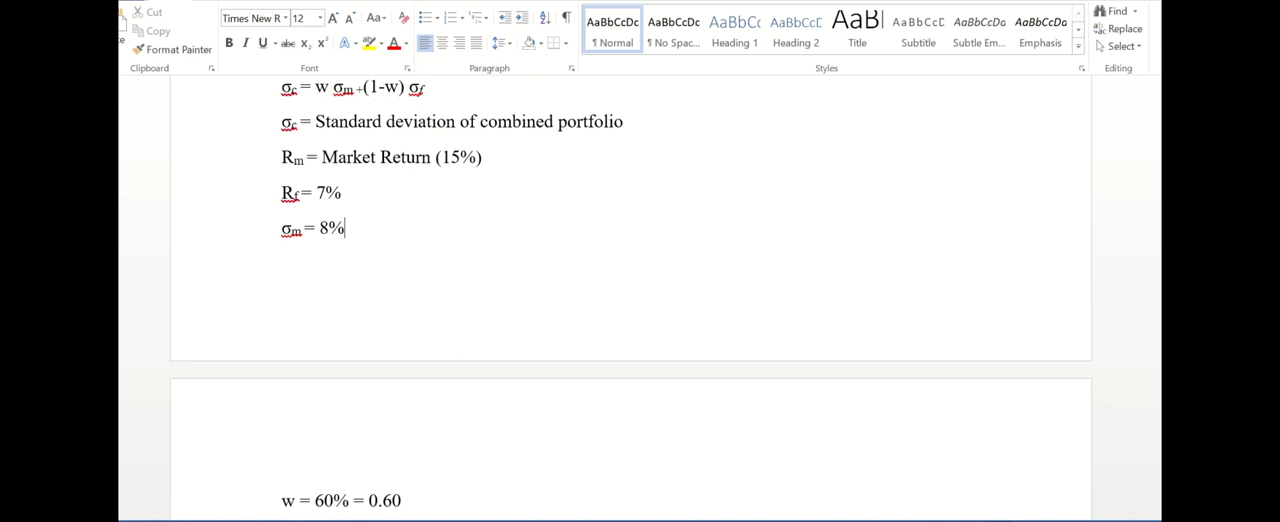 Cut
Copy
Format Painter
Clipboard
Times New R 12
Font
Paragraph
AaBbCcDc AaBbCcDc AaBbC( AaBbCcD AaB AaBbCcD AaBbCcDa AaBbCcDa
¶ Normal ¶ No Spac... Heading 1 Heading 2 Title Subtitle Subtle Em... Emphasis
Styles
Find
Replace
Select
Editing
σc = w σm +(1-w) σf
σc = Standard deviation of combined portfolio
Rm = Market Return (15%)
Rf = 7%
σm = 8%
w = 60% = 0.60